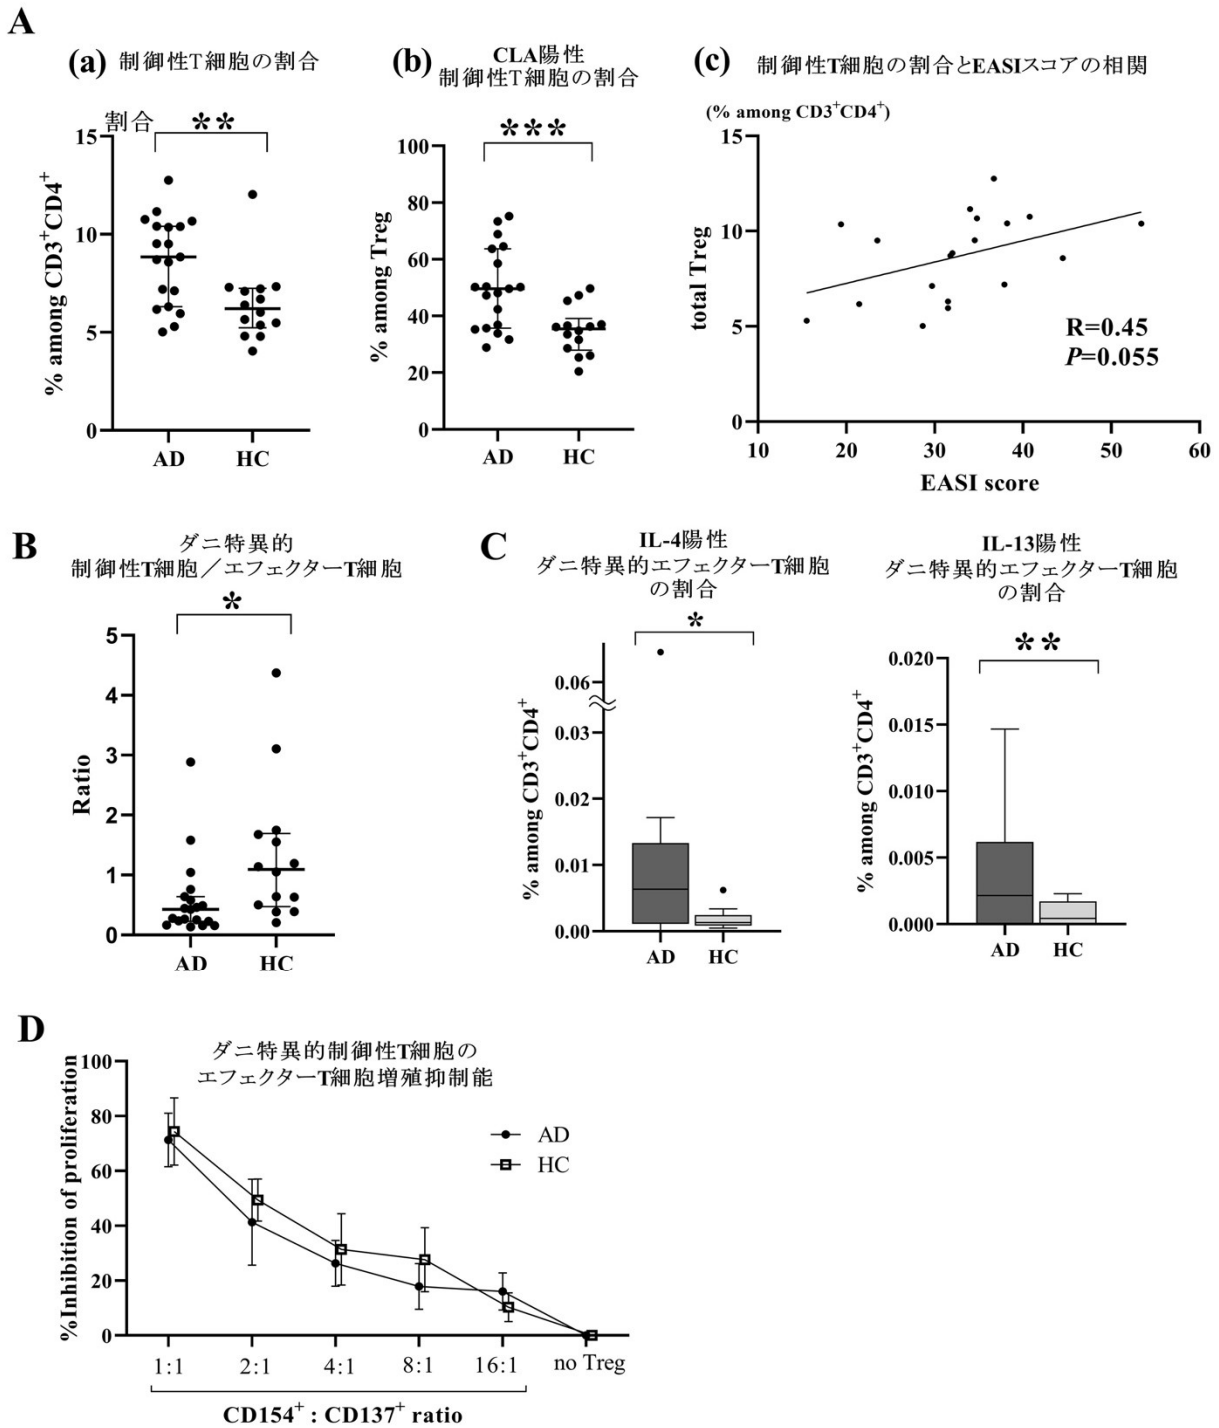 A
(a) 制御性T細胞の割合
割合
**
15
10
5
0
% among CD3⁺CD4⁺
AD HC
(b) CLA陽性
制御性T細胞の割合
***
100
80
60
40
20
0
% among Treg
AD HC
(c) 制御性T細胞の割合とEASIスコアの相関
(% among CD3⁺CD4⁺)
15
10
5
0
total Treg
R=0.45
P=0.055
10 20 30 40 50 60
EASI score
B
ダニ特異的
制御性T細胞／エフェクターT細胞
*
5
4
3
2
1
0
Ratio
AD HC
C
IL-4陽性
ダニ特異的エフェクターT細胞
の割合
*
0.06
0.03
0.02
0.01
0.00
% among CD3⁺CD4⁺
AD HC
IL-13陽性
ダニ特異的エフェクターT細胞
の割合
**
0.020
0.015
0.010
0.005
0.000
% among CD3⁺CD4⁺
AD HC
D
ダニ特異的制御性T細胞の
エフェクターT細胞増殖抑制能
100
80
60
40
20
0
%Inhibition of proliferation
AD
HC
1:1 2:1 4:1 8:1 16:1 no Treg
CD154⁺ : CD137⁺ ratio